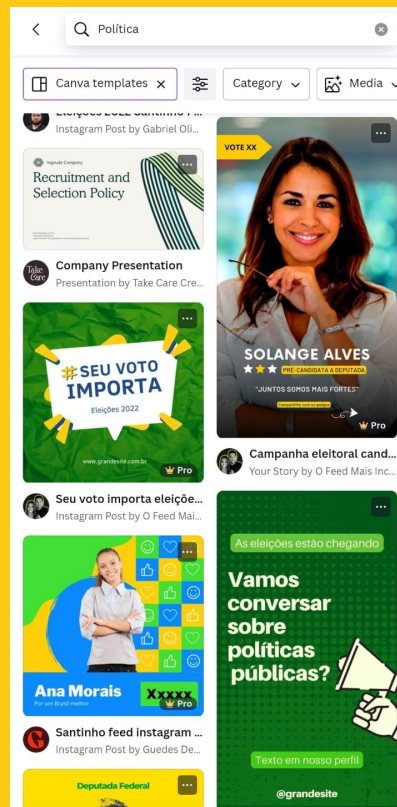 Política
Canva templates
Category
Media
Eleições 2022 Santinho P...
Instagram Post by Gabriel Oli...
Ingoude Company
Recruitment and
Selection Policy
Take
Care
Company Presentation
Presentation by Take Care Cre...
#SEU VOTO
IMPORTA
Eleições 2022
www.grandesite.com.br
Pro
Seu voto importa eleiçõe...
Instagram Post by O Feed Mai...
Ana Morais
Por um Brasil melhor
Xxxxx
Pro
Santinho feed instagram ...
Instagram Post by Guedes De...
Deputada Federal
VOTE XX
SOLANGE ALVES
PRÉ-CANDIDATA A DEPUTADA
"JUNTOS SOMOS MAIS FORTES"
Compartilhe com os amigos
Pro
Campanha eleitoral cand...
Your Story by O Feed Mais Inc...
As eleições estão chegando
Vamos
conversar
sobre
políticas
públicas?
Texto em nosso perfil
@grandesite